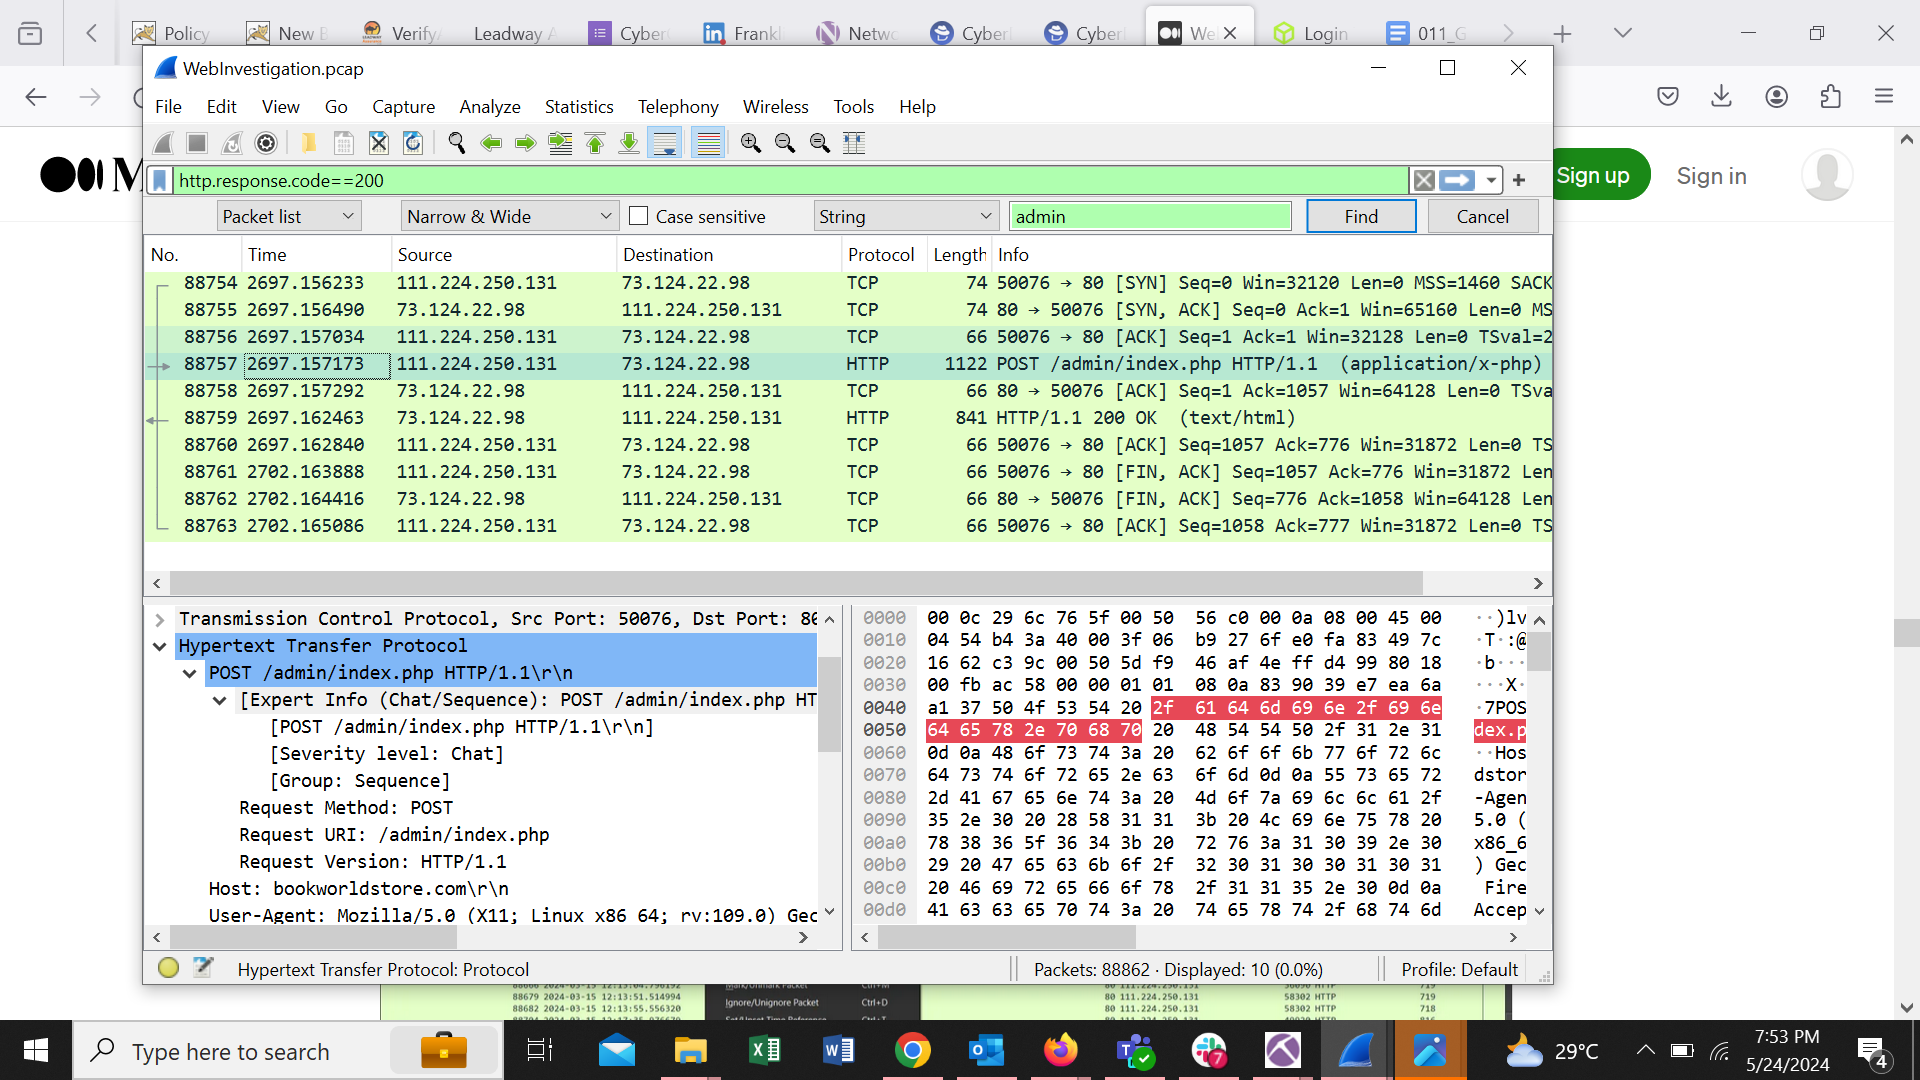 Policy
New B
Verify/
Leadway A
Cyber
Frankl
Netwo
Cyberl
Cyberl
We
Login
011_G
WebInvestigation.pcap
File Edit View Go Capture Analyze Statistics Telephony Wireless Tools Help
M
Sign up
Sign in
http.response.code==200
Packet list
Narrow & Wide
Case sensitive
String
admin
Find
Cancel
No. Time Source Destination Protocol Length Info
88754 2697.156233 111.224.250.131 73.124.22.98 TCP 74 50076 → 80 [SYN] Seq=0 Win=32120 Len=0 MSS=1460 SACK
88755 2697.156490 73.124.22.98 111.224.250.131 TCP 74 80 → 50076 [SYN, ACK] Seq=0 Ack=1 Win=65160 Len=0 MS
88756 2697.157034 111.224.250.131 73.124.22.98 TCP 66 50076 → 80 [ACK] Seq=1 Ack=1 Win=32128 Len=0 TSval=2
88757 2697.157173 111.224.250.131 73.124.22.98 HTTP 1122 POST /admin/index.php HTTP/1.1 (application/x-php)
88758 2697.157292 73.124.22.98 111.224.250.131 TCP 66 80 → 50076 [ACK] Seq=1 Ack=1057 Win=64128 Len=0 TSva
88759 2697.162463 73.124.22.98 111.224.250.131 HTTP 841 HTTP/1.1 200 OK (text/html)
88760 2697.162840 111.224.250.131 73.124.22.98 TCP 66 50076 → 80 [ACK] Seq=1057 Ack=776 Win=31872 Len=0 TS
88761 2702.163888 111.224.250.131 73.124.22.98 TCP 66 50076 → 80 [FIN, ACK] Seq=1057 Ack=776 Win=31872 Len
88762 2702.164416 73.124.22.98 111.224.250.131 TCP 66 80 → 50076 [FIN, ACK] Seq=776 Ack=1058 Win=64128 Len
88763 2702.165086 111.224.250.131 73.124.22.98 TCP 66 50076 → 80 [ACK] Seq=1058 Ack=777 Win=31872 Len=0 TS
Transmission Control Protocol, Src Port: 50076, Dst Port: 80
Hypertext Transfer Protocol
POST /admin/index.php HTTP/1.1\r\n
[Expert Info (Chat/Sequence): POST /admin/index.php HT
[POST /admin/index.php HTTP/1.1\r\n]
[Severity level: Chat]
[Group: Sequence]
Request Method: POST
Request URI: /admin/index.php
Request Version: HTTP/1.1
Host: bookworldstore.com\r\n
User-Agent: Mozilla/5.0 (X11; Linux x86 64; rv:109.0) Gec
0000 00 0c 29 6c 76 5f 00 50 56 c0 00 0a 08 00 45 00 ··)lv
0010 04 54 b4 3a 40 00 3f 06 b9 27 6f e0 fa 83 49 7c ·T·:@
0020 16 62 c3 9c 00 50 5d f9 46 af 4e ff d4 99 80 18 ·b···
0030 00 fb ac 58 00 00 01 01 08 0a 83 90 39 e7 ea 6a ···X·
0040 a1 37 50 4f 53 54 20 2f 61 64 6d 69 6e 2f 69 6e ·7POS
0050 64 65 78 2e 70 68 70 20 48 54 54 50 2f 31 2e 31 dex.p
0060 0d 0a 48 6f 73 74 3a 20 62 6f 6f 6b 77 6f 72 6c ··Hos
0070 64 73 74 6f 72 65 2e 63 6f 6d 0d 0a 55 73 65 72 dstor
0080 2d 41 67 65 6e 74 3a 20 4d 6f 7a 69 6c 6c 61 2f -Agen
0090 35 2e 30 20 28 58 31 31 3b 20 4c 69 6e 75 78 20 5.0 (
00a0 78 38 36 5f 36 34 3b 20 72 76 3a 31 30 39 2e 30 x86_6
00b0 29 20 47 65 63 6b 6f 2f 32 30 31 30 30 31 30 31 ) Gec
00c0 20 46 69 72 65 66 6f 78 2f 31 31 35 2e 30 0d 0a Fire
00d0 41 63 63 65 70 74 3a 20 74 65 78 74 2f 68 74 6d Accep
Hypertext Transfer Protocol: Protocol
Packets: 88862 · Displayed: 10 (0.0%)
Profile: Default
Mark/Unmark Packet Ctrl+M
88679 2024-03-15 12:13:51.514994 Ignore/Unignore Packet Ctrl+D 80 111.224.250.131 58302 HTTP 719
Type here to search
29°C
7:53 PM
5/24/2024
7
4